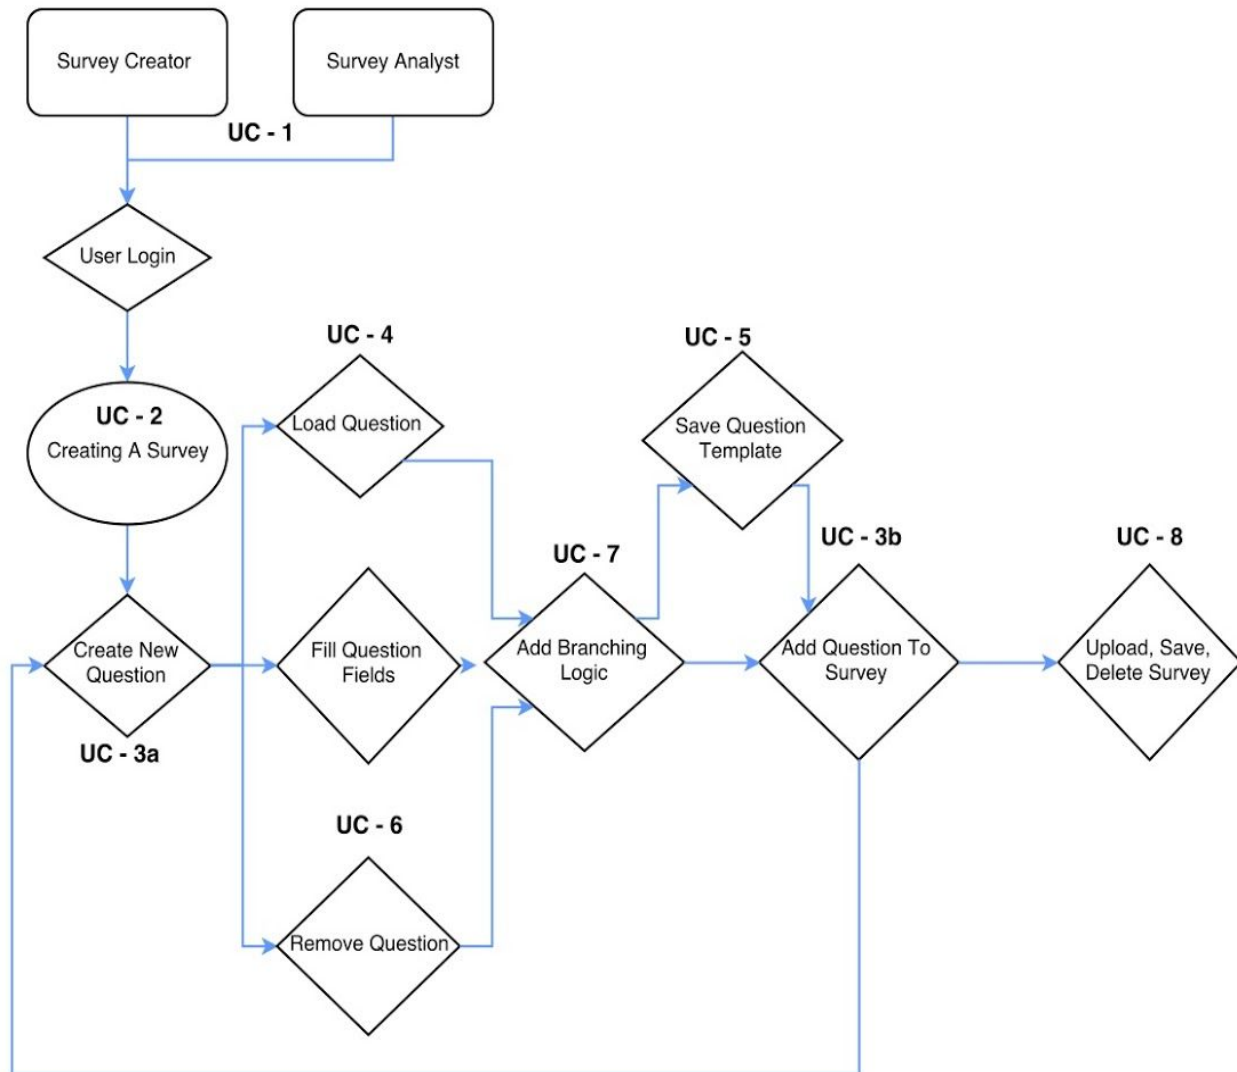 Survey Creator
Survey Analyst
UC - 1
User Login
UC - 2
Creating A Survey
UC - 4
Load Question
UC - 5
Save Question
Template
UC - 7
Add Branching
Logic
UC - 3b
Add Question To
Survey
UC - 8
Upload, Save,
Delete Survey
Create New
Question
UC - 3a
Fill Question
Fields
UC - 6
Remove Question